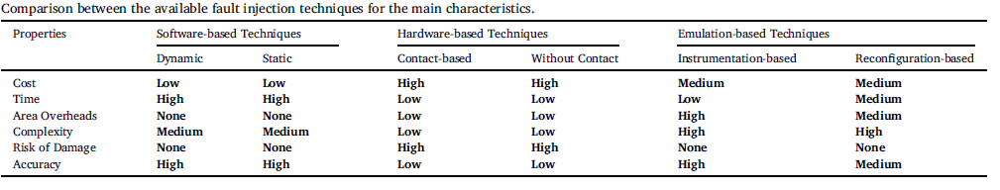 Comparison between the available fault injection techniques for the main characteristics.
Properties Software-based Techniques Hardware-based Techniques Emulation-based Techniques
Dynamic Static Contact-based Without Contact Instrumentation-based Reconfiguration-based
Cost Low Low High High Medium Medium
Time High High Low Low Low Medium
Area Overheads None None Low Low High Medium
Complexity Medium Medium Low Low High High
Risk of Damage None None High High None None
Accuracy High High Low Low High Medium